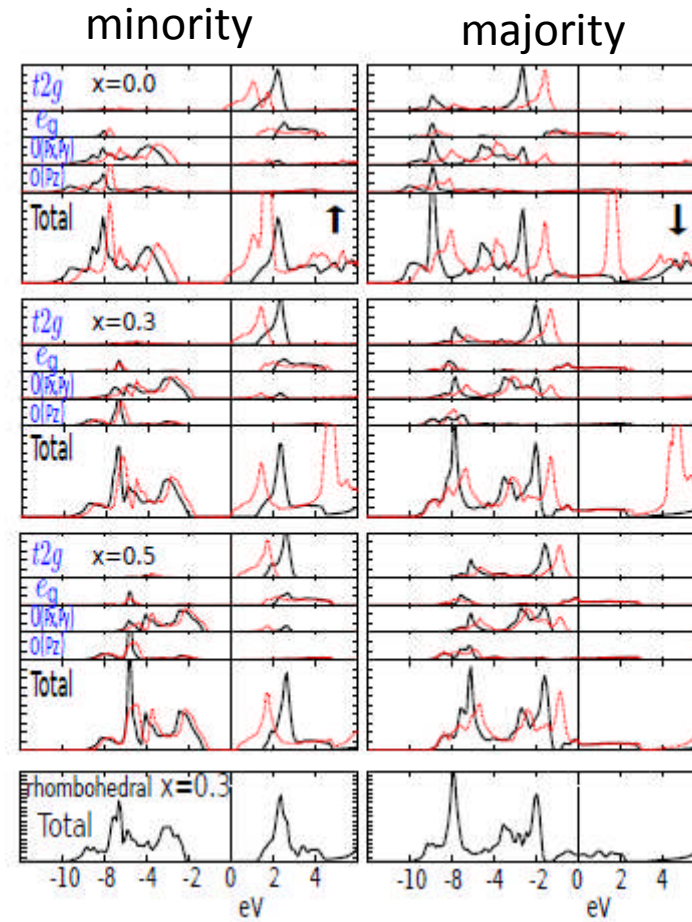 minority majority
t2g x=0.0
eg
O(Px,Py)
O(Pz)
Total ↑ ↓
t2g x=0.3
eg
O(Px,Py)
O(Pz)
Total
t2g x=0.5
eg
O(Px,Py)
O(Pz)
Total
rhombohedral x=0.3
Total
-10 -8 -6 -4 -2 0 2 4 -10 -8 -6 -4 -2 0 2 4
eV eV